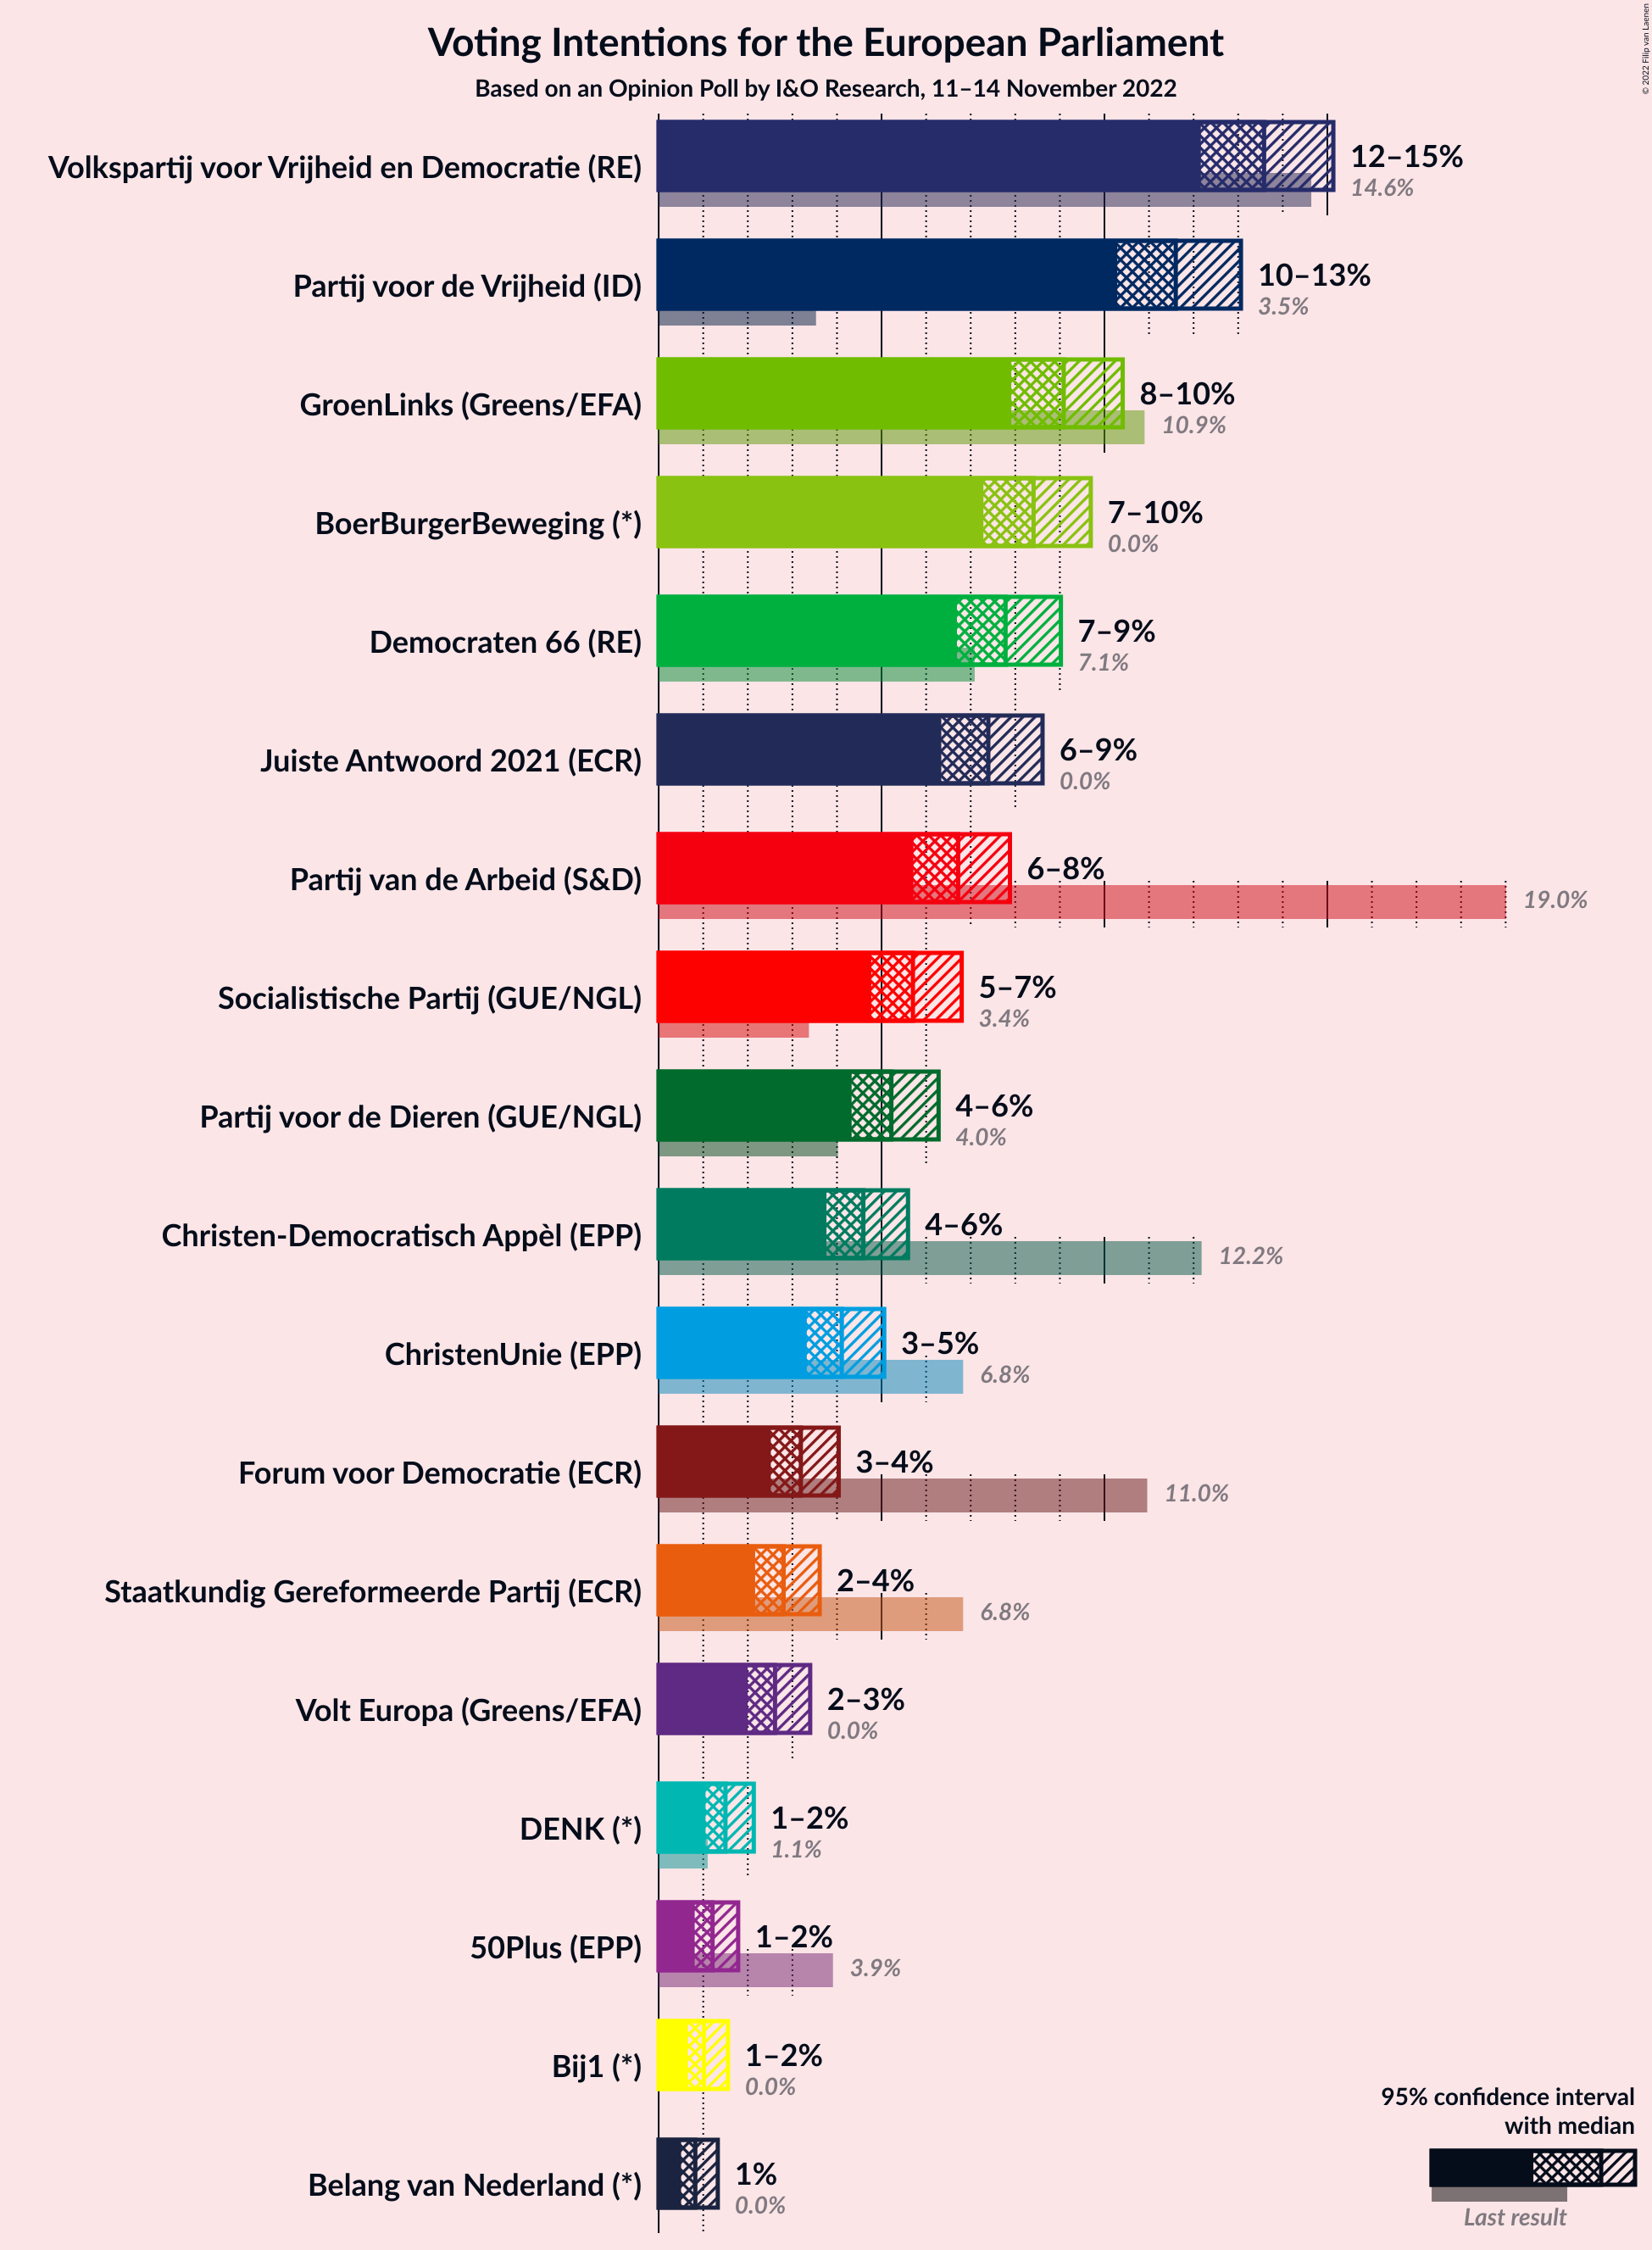 Voting Intentions for the European Parliament
Based on an Opinion Poll by I&O Research, 11–14 November 2022
© 2022 Filip van Laenen
Volkspartij voor Vrijheid en Democratie (RE)
12–15%
14.6%
Partij voor de Vrijheid (ID)
10–13%
3.5%
GroenLinks (Greens/EFA)
8–10%
10.9%
BoerBurgerBeweging (*)
7–10%
0.0%
Democraten 66 (RE)
7–9%
7.1%
Juiste Antwoord 2021 (ECR)
6–9%
0.0%
Partij van de Arbeid (S&D)
6–8%
19.0%
Socialistische Partij (GUE/NGL)
5–7%
3.4%
Partij voor de Dieren (GUE/NGL)
4–6%
4.0%
Christen-Democratisch Appèl (EPP)
4–6%
12.2%
ChristenUnie (EPP)
3–5%
6.8%
Forum voor Democratie (ECR)
3–4%
11.0%
Staatkundig Gereformeerde Partij (ECR)
2–4%
6.8%
Volt Europa (Greens/EFA)
2–3%
0.0%
DENK (*)
1–2%
1.1%
50Plus (EPP)
1–2%
3.9%
Bij1 (*)
1–2%
0.0%
Belang van Nederland (*)
1%
0.0%
95% confidence interval
with median
Last result